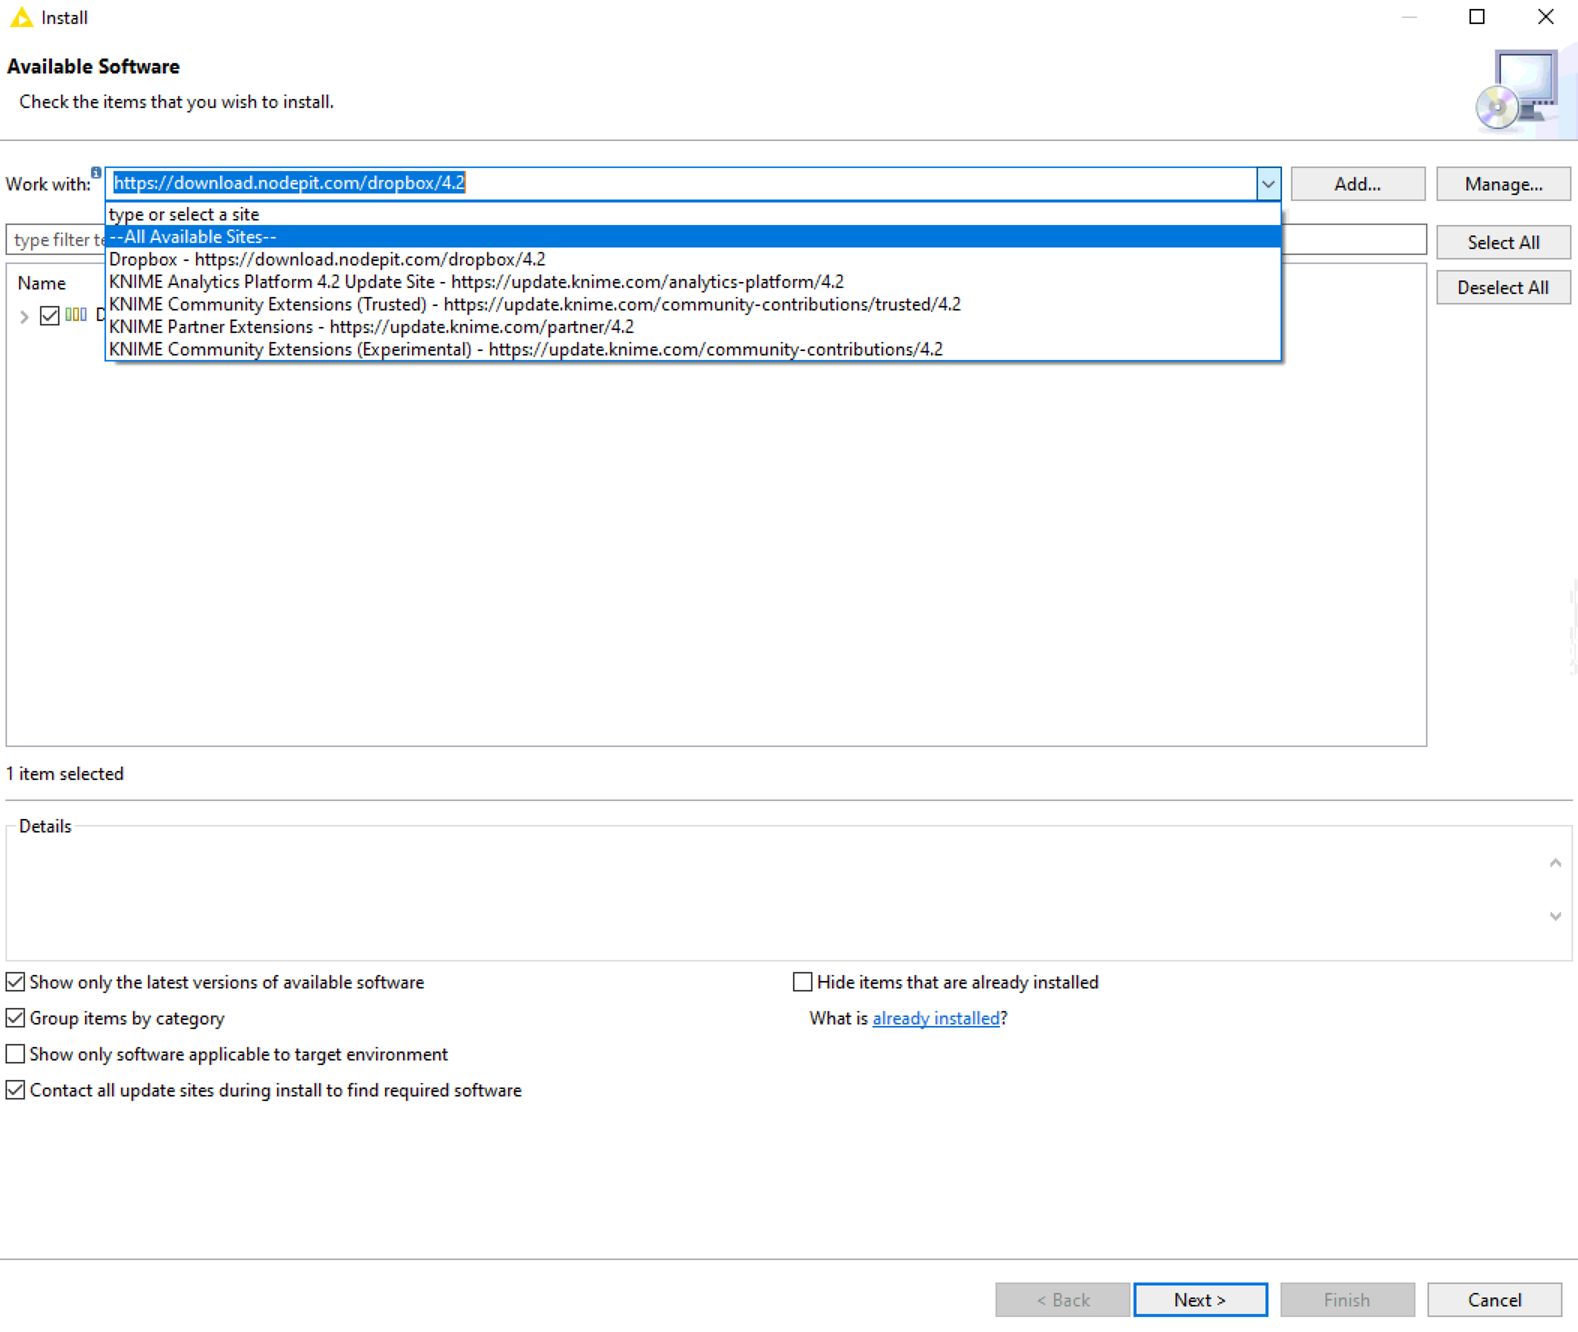 Install
Available Software
Check the items that you wish to install.
Work with: https://download.nodepit.com/dropbox/4.2 Add... Manage...
type or select a site
type filter te
--All Available Sites--
Select All
Dropbox - https://download.nodepit.com/dropbox/4.2
Name
KNIME Analytics Platform 4.2 Update Site - https://update.knime.com/analytics-platform/4.2
Deselect All
KNIME Community Extensions (Trusted) - https://update.knime.com/community-contributions/trusted/4.2
D
KNIME Partner Extensions - https://update.knime.com/partner/4.2
KNIME Community Extensions (Experimental) - https://update.knime.com/community-contributions/4.2
1 item selected
Details
Show only the latest versions of available software
Hide items that are already installed
Group items by category
What is already installed?
Show only software applicable to target environment
Contact all update sites during install to find required software
< Back Next > Finish Cancel